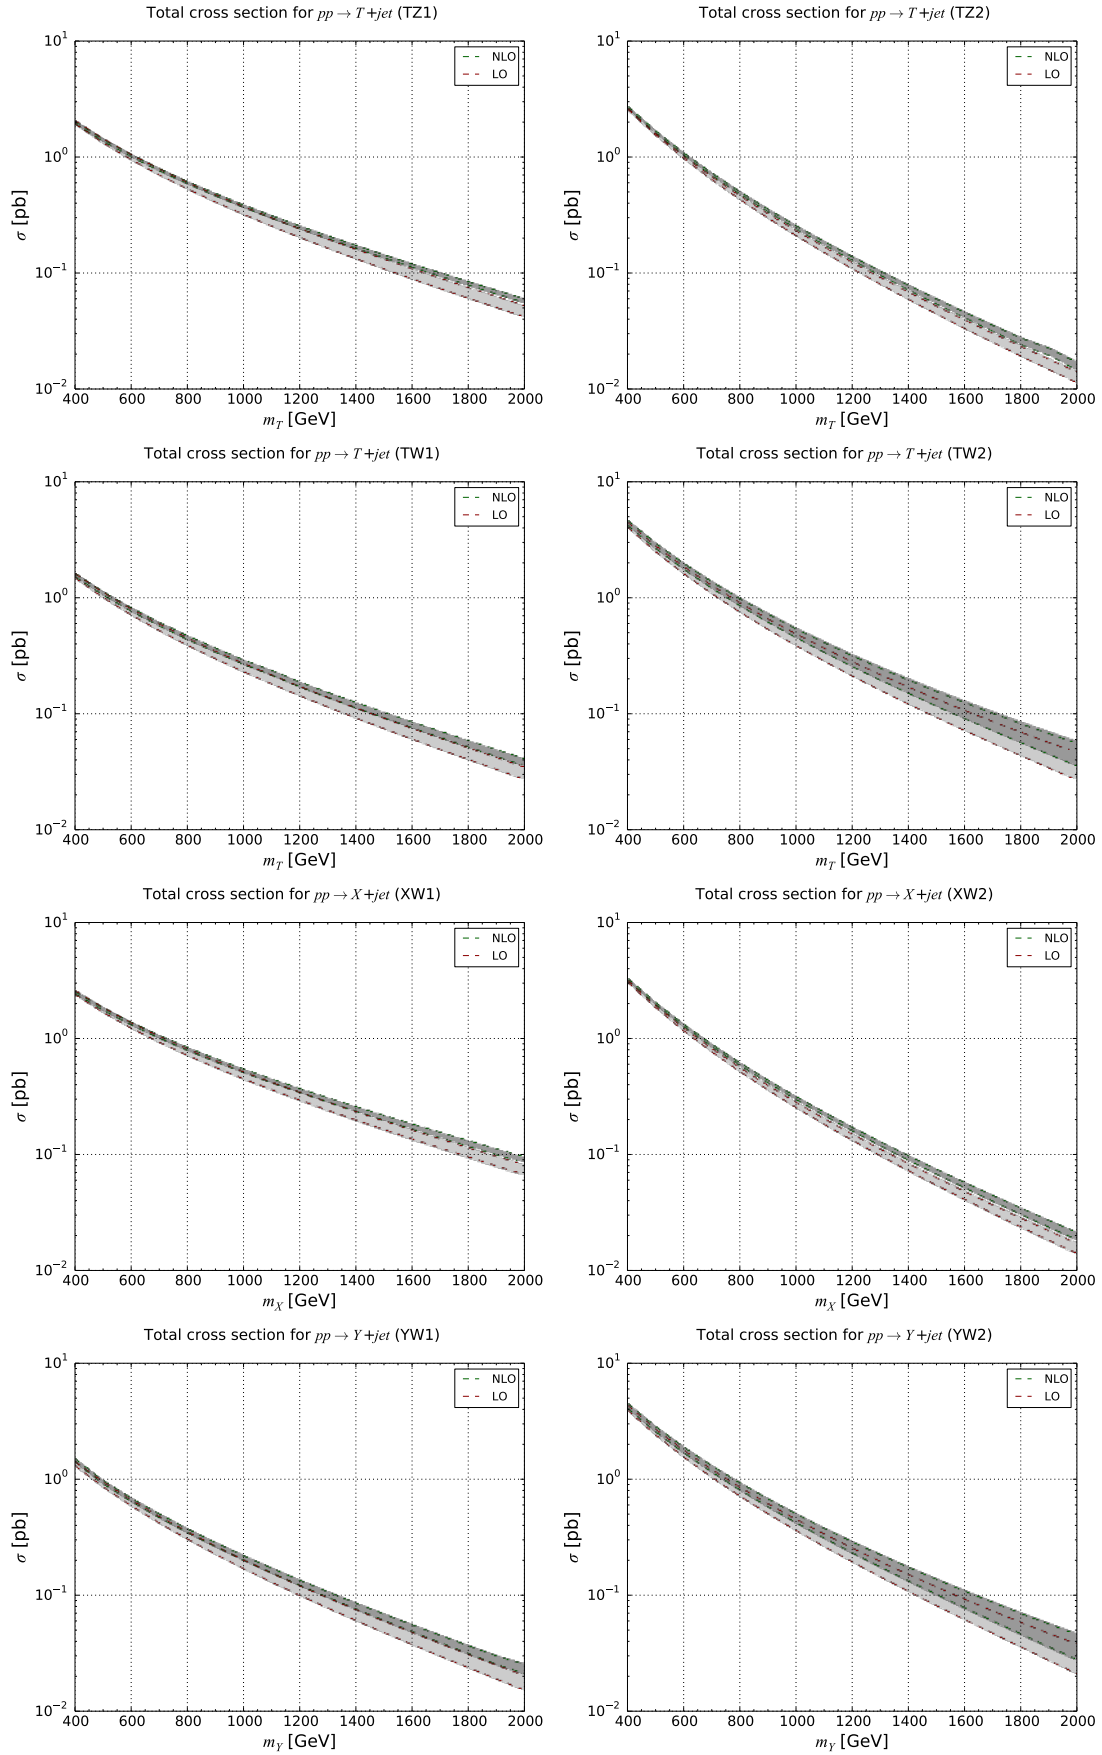 Total cross section for pp → T+jet (TZ1)
10^1
10^0
10^-1
10^-2
σ [pb]
NLO
LO
400 600 800 1000 1200 1400 1600 1800 2000
m_T [GeV]
Total cross section for pp → T+jet (TZ2)
10^1
10^0
10^-1
10^-2
σ [pb]
NLO
LO
400 600 800 1000 1200 1400 1600 1800 2000
m_T [GeV]
Total cross section for pp → T+jet (TW1)
10^1
10^0
10^-1
10^-2
σ [pb]
NLO
LO
400 600 800 1000 1200 1400 1600 1800 2000
m_T [GeV]
Total cross section for pp → T+jet (TW2)
10^1
10^0
10^-1
10^-2
σ [pb]
NLO
LO
400 600 800 1000 1200 1400 1600 1800 2000
m_T [GeV]
Total cross section for pp → X+jet (XW1)
10^1
10^0
10^-1
10^-2
σ [pb]
NLO
LO
400 600 800 1000 1200 1400 1600 1800 2000
m_X [GeV]
Total cross section for pp → X+jet (XW2)
10^1
10^0
10^-1
10^-2
σ [pb]
NLO
LO
400 600 800 1000 1200 1400 1600 1800 2000
m_X [GeV]
Total cross section for pp → Y+jet (YW1)
10^1
10^0
10^-1
10^-2
σ [pb]
NLO
LO
400 600 800 1000 1200 1400 1600 1800 2000
m_Y [GeV]
Total cross section for pp → Y+jet (YW2)
10^1
10^0
10^-1
10^-2
σ [pb]
NLO
LO
400 600 800 1000 1200 1400 1600 1800 2000
m_Y [GeV]